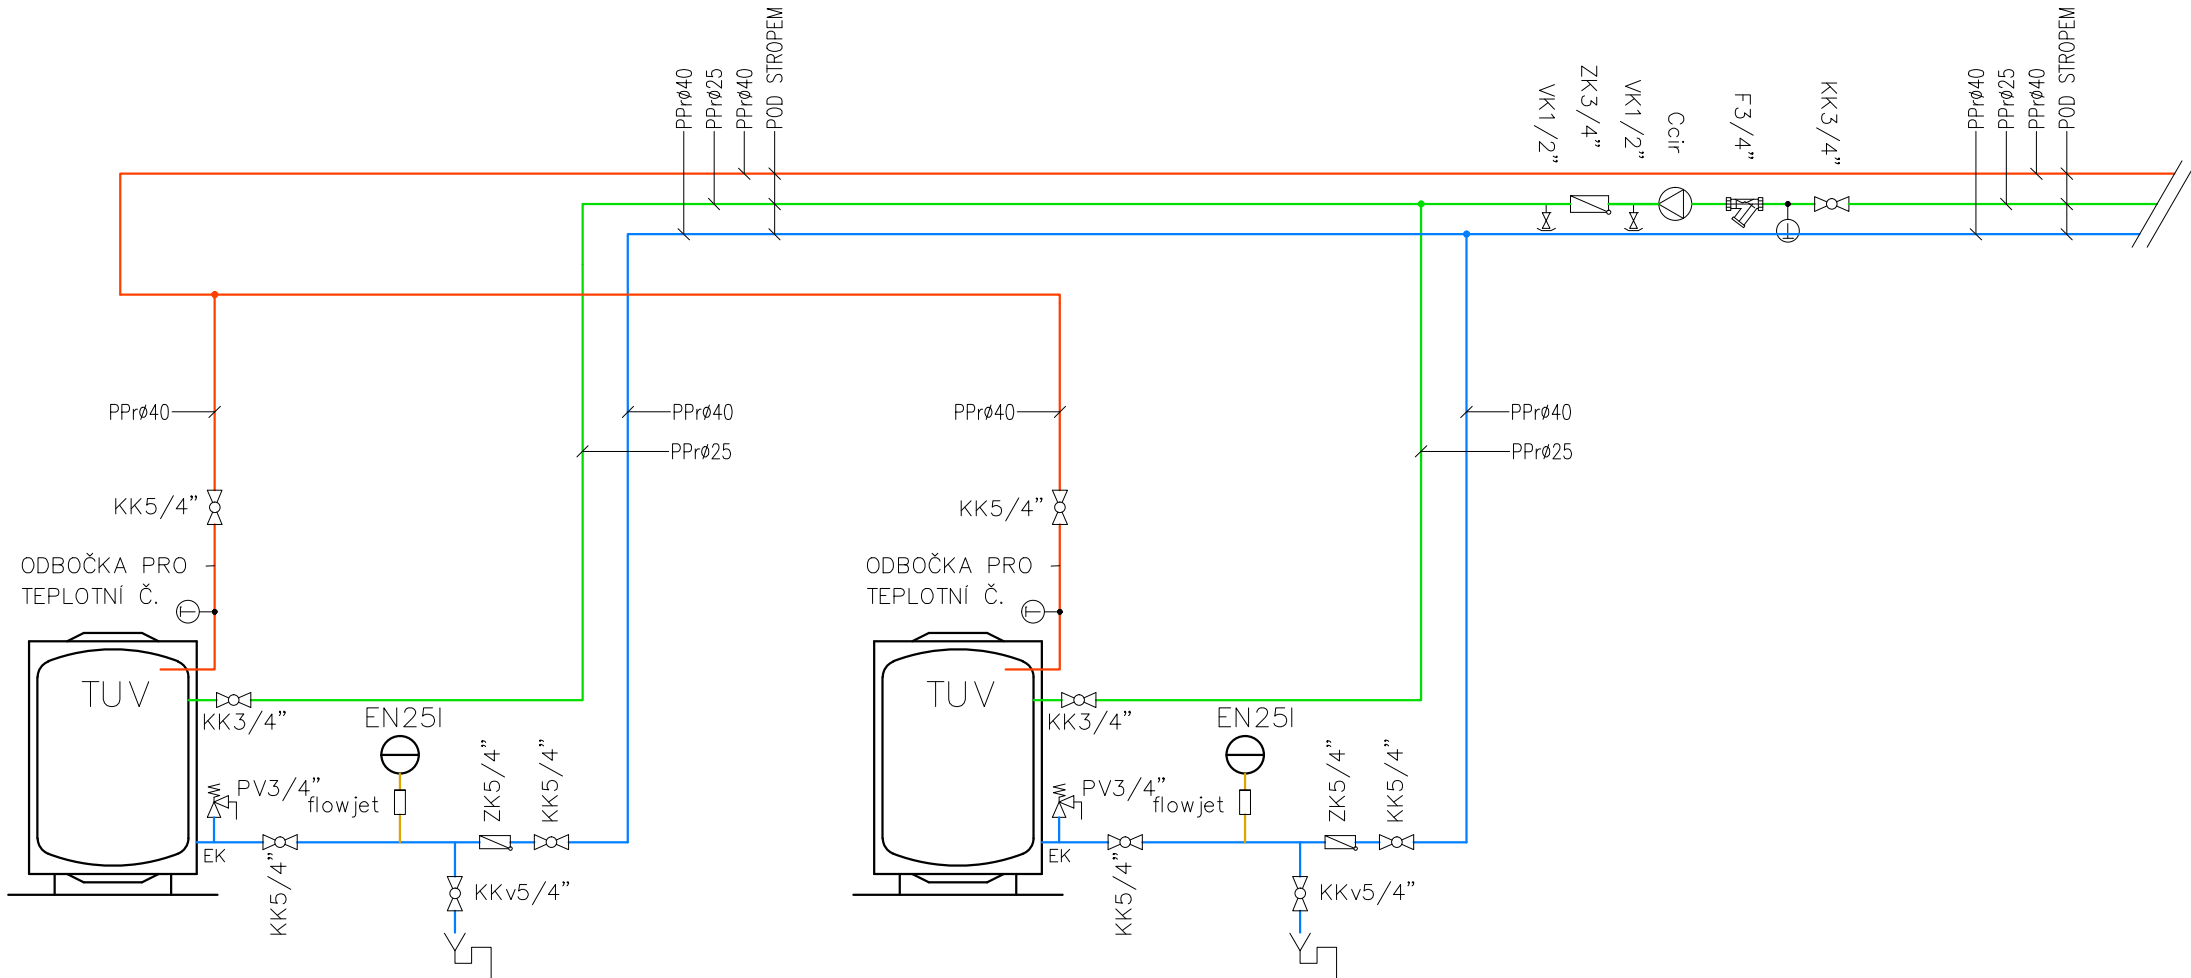 PPrø40
PPrø25
PPrø40
POD STROPEM
VK1/2”
ZK3/4”
VK1/2”
Ccir
F3/4”
KK3/4”
PPrø40
PPrø25
PPrø40
POD STROPEM
PPrø40
PPrø40
PPrø25
PPrø40
PPrø40
PPrø25
KK5/4”
KK5/4”
ODBOČKA PRO
TEPLOTNÍ Č.
ODBOČKA PRO
TEPLOTNÍ Č.
TUV
KK3/4”
EN25l
PV3/4”
flowjet
ZK5/4”
KK5/4”
EK
KK5/4”
KKv5/4”
TUV
KK3/4”
EN25l
PV3/4”
flowjet
ZK5/4”
KK5/4”
EK
KK5/4”
KKv5/4”